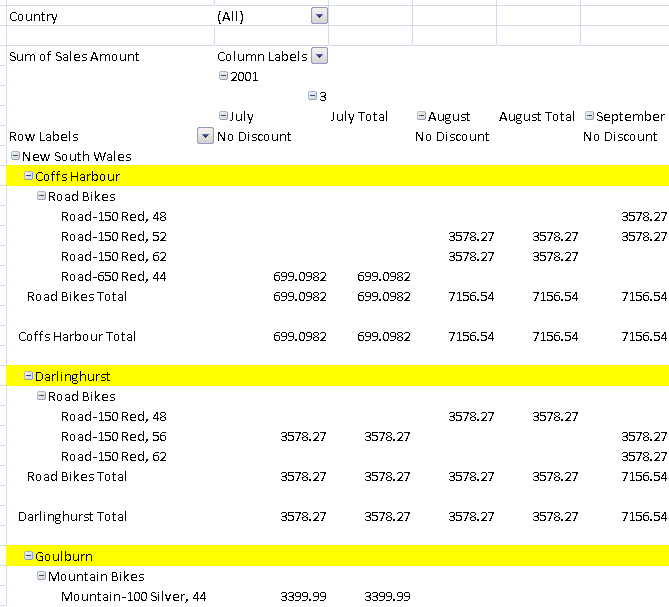 Country (All)
Sum of Sales Amount Column Labels
2001
3
July July Total August August Total September
Row Labels No Discount No Discount No Discount
New South Wales
Coffs Harbour
Road Bikes
Road-150 Red, 48 3578.27
Road-150 Red, 52 3578.27 3578.27 3578.27
Road-150 Red, 62 3578.27 3578.27
Road-650 Red, 44 699.0982 699.0982
Road Bikes Total 699.0982 699.0982 7156.54 7156.54 7156.54
Coffs Harbour Total 699.0982 699.0982 7156.54 7156.54 7156.54
Darlinghurst
Road Bikes
Road-150 Red, 48 3578.27 3578.27
Road-150 Red, 56 3578.27 3578.27 3578.27
Road-150 Red, 62 3578.27
Road Bikes Total 3578.27 3578.27 3578.27 3578.27 7156.54
Darlinghurst Total 3578.27 3578.27 3578.27 3578.27 7156.54
Goulburn
Mountain Bikes
Mountain-100 Silver, 44 3399.99 3399.99